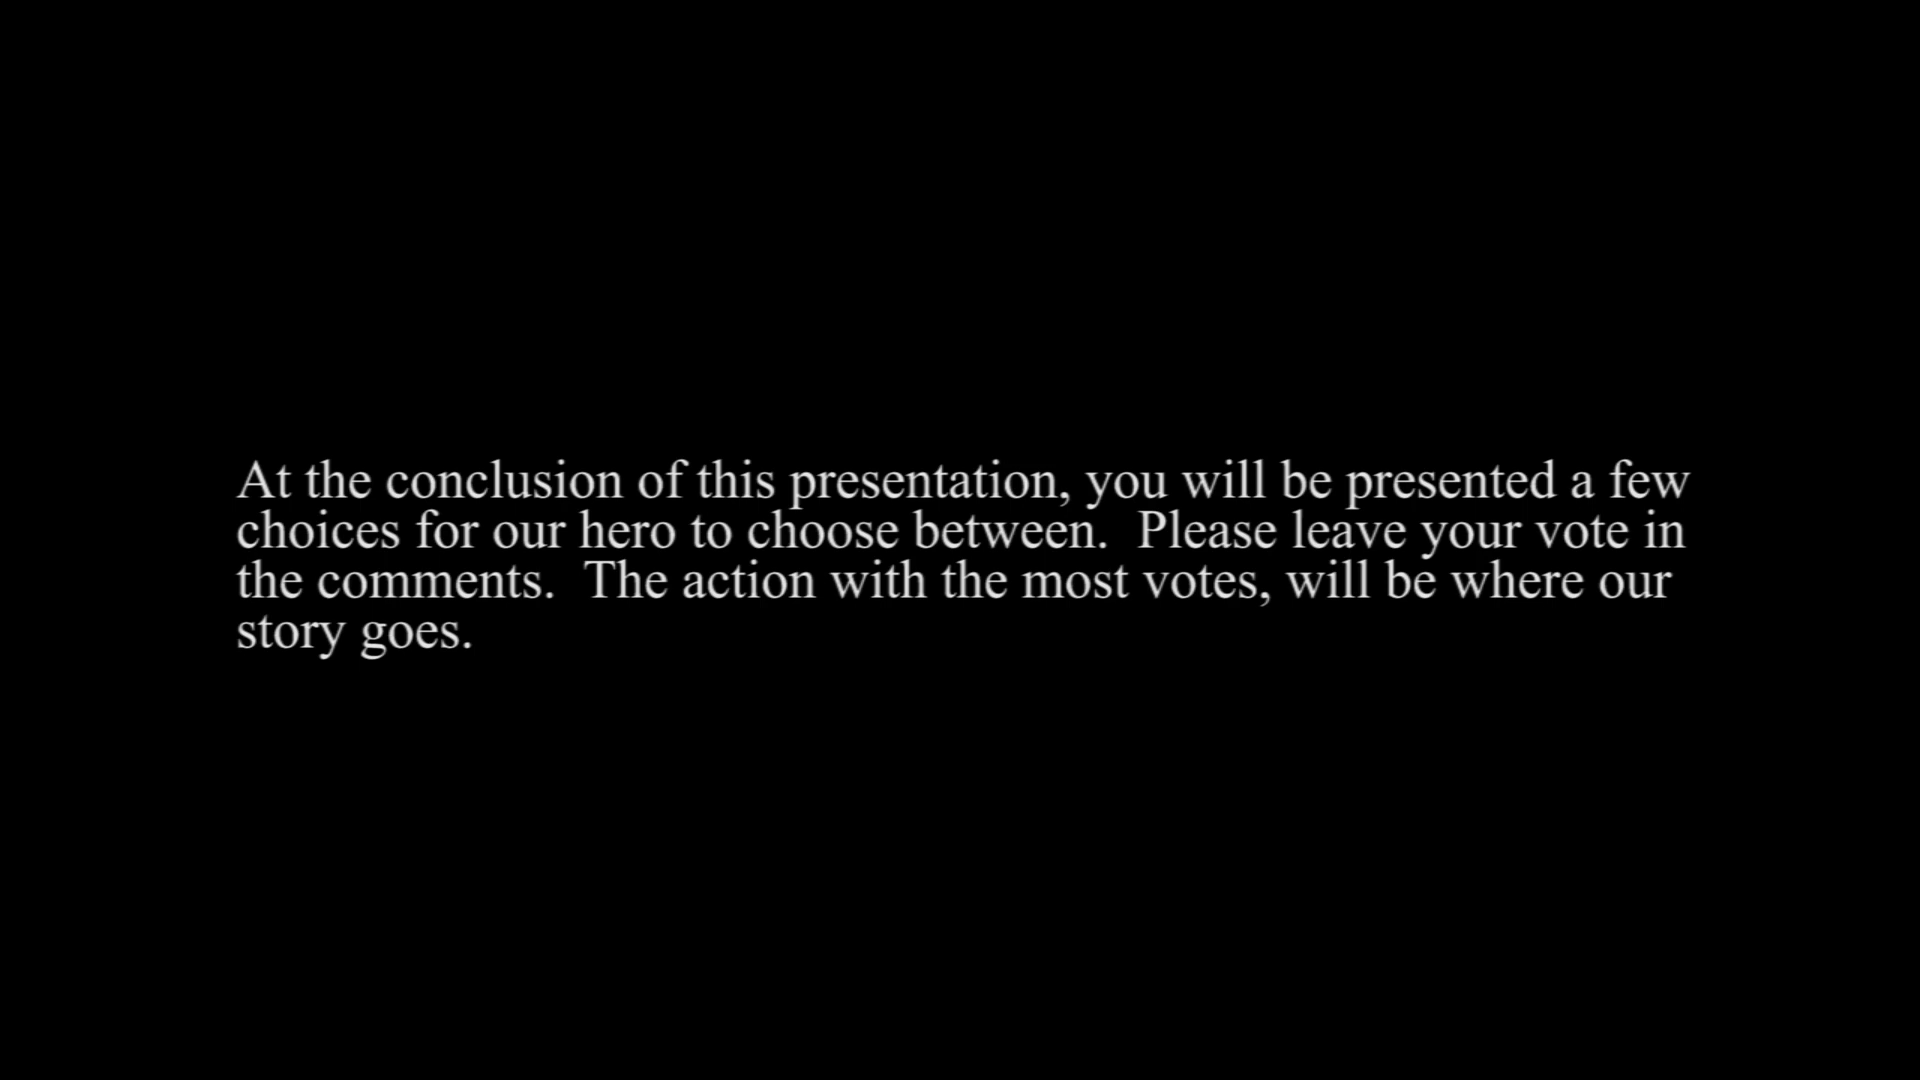 At the conclusion of this presentation, you will be presented a few
choices for our hero to choose between.  Please leave your vote in
the comments.  The action with the most votes, will be where our
story goes.